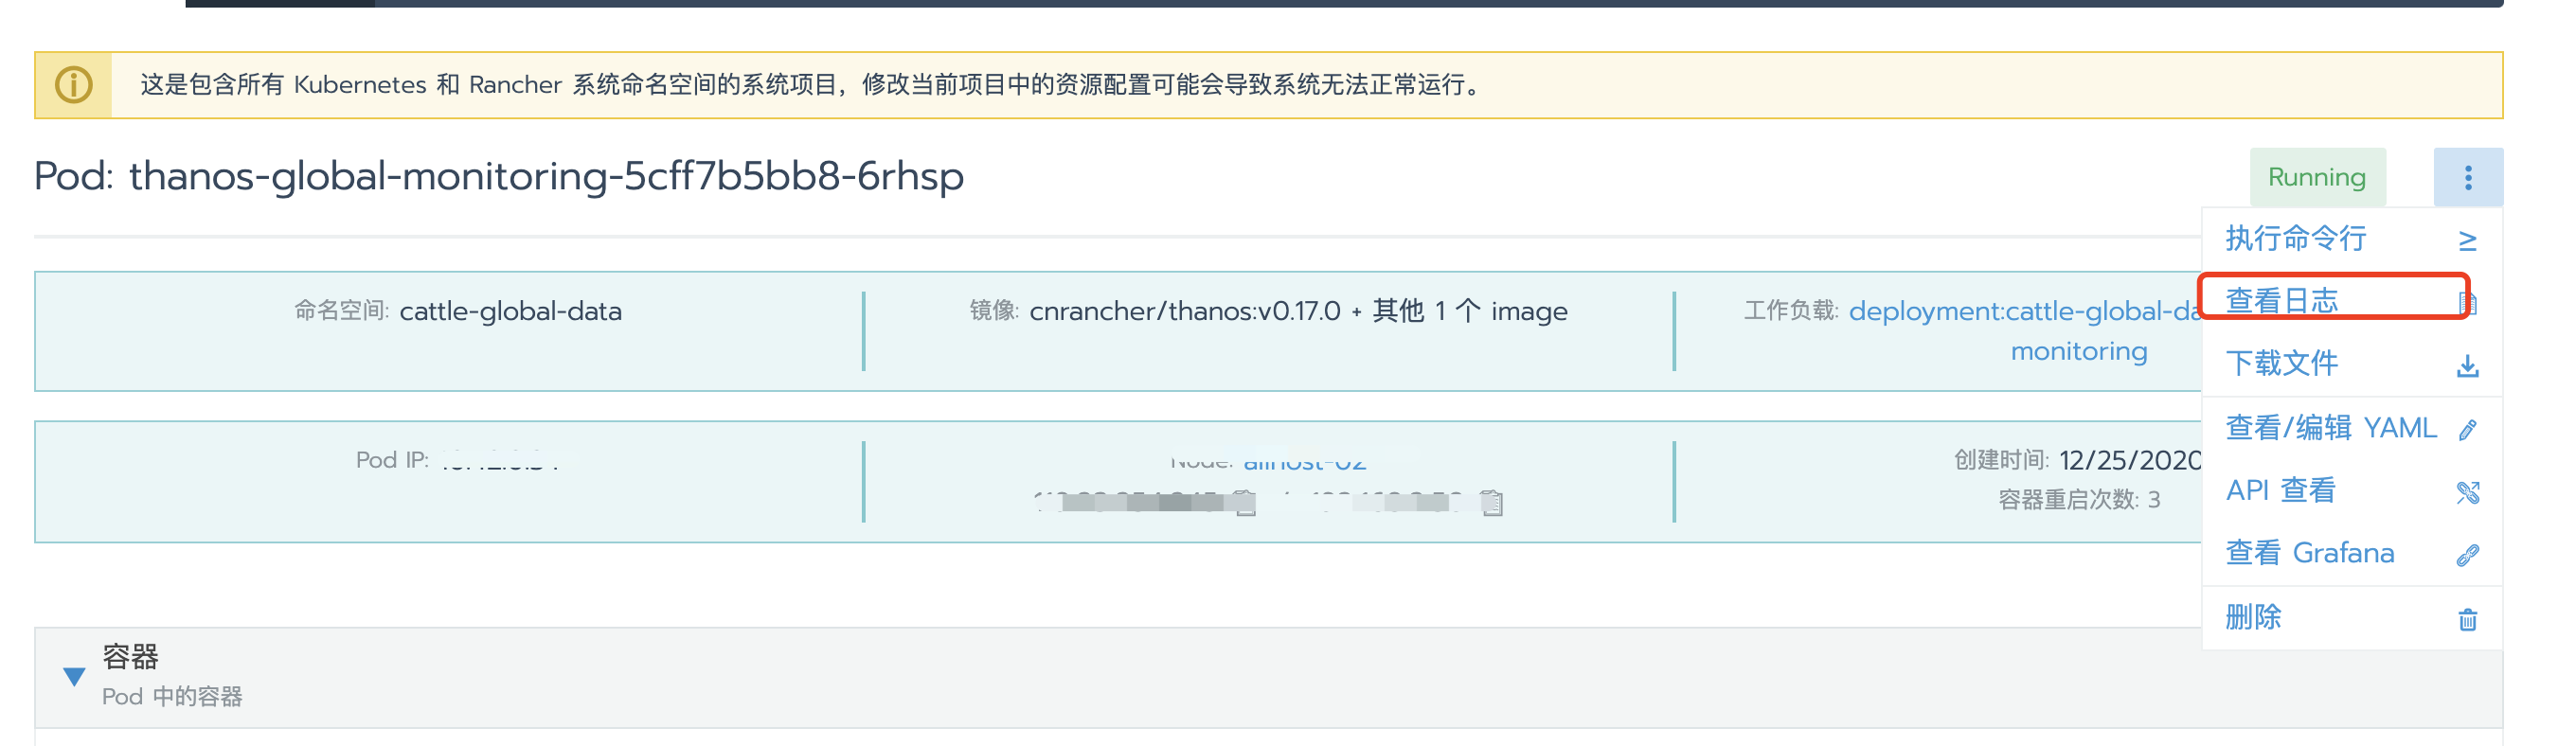 这是包含所有 Kubernetes 和 Rancher 系统命名空间的系统项目，修改当前项目中的资源配置可能会导致系统无法正常运行。
Pod: thanos-global-monitoring-5cff7b5bb8-6rhsp
Running
执行命令行
查看日志
下载文件
查看/编辑 YAML
API 查看
查看 Grafana
删除
命名空间: cattle-global-data
镜像: cnrancher/thanos:v0.17.0 + 其他 1 个 image
工作负载: deployment:cattle-global-da
monitoring
Pod IP:
Node: allhost-02
创建时间: 12/25/2020
容器重启次数: 3
容器
Pod 中的容器